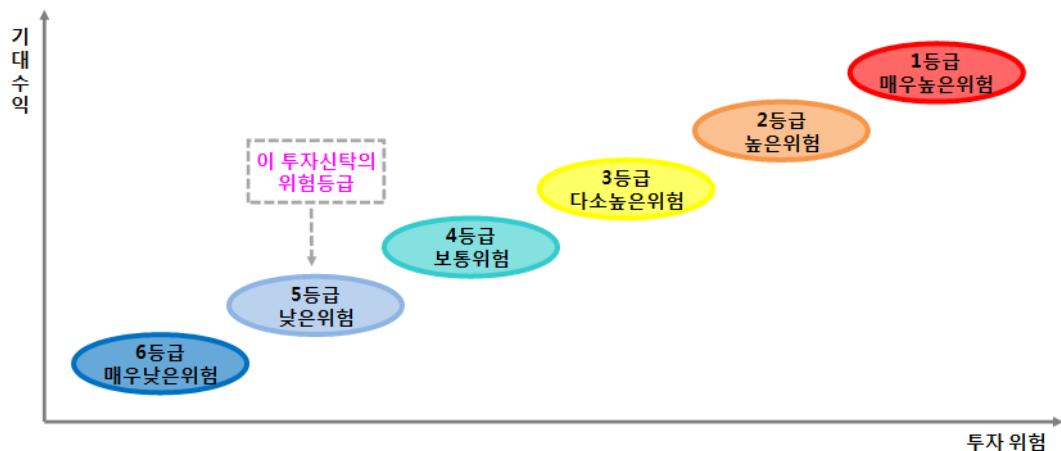 기
대
수
익
1등급
매우높은위험
2등급
높은위험
이 투자신탁의
위험등급
3등급
다소높은위험
4등급
보통위험
5등급
낮은위험
6등급
매우낮은위험
투자 위험